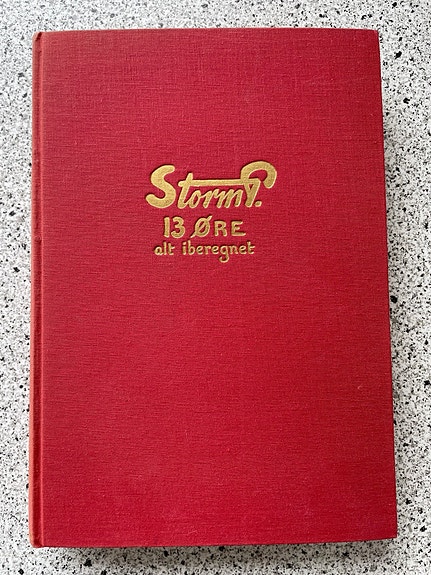 Storm P.
13 ØRE
alt iberegnet